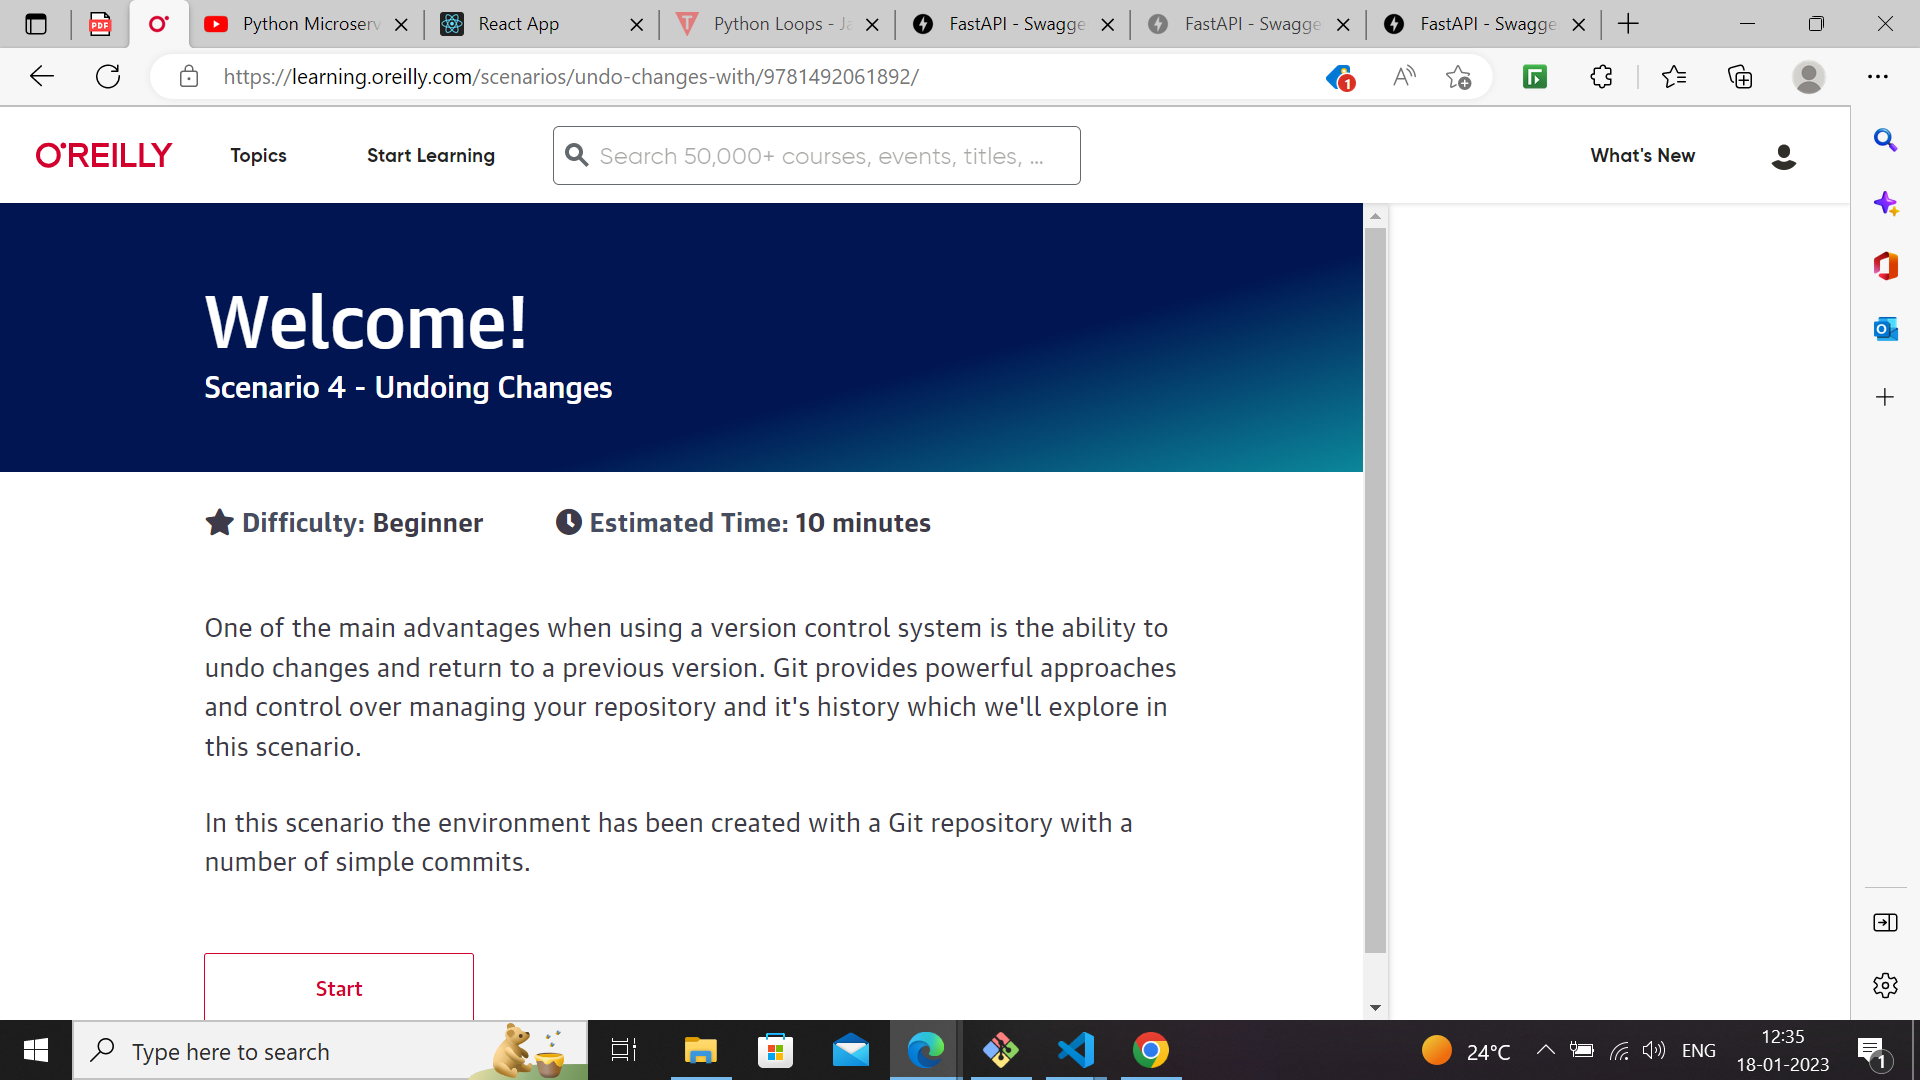 PDF
Python Microserv
React App
Python Loops - Ja
FastAPI - Swagge
FastAPI - Swagge
FastAPI - Swagge
https://learning.oreilly.com/scenarios/undo-changes-with/9781492061892/
1
O'REILLY
Topics
Start Learning
Search 50,000+ courses, events, titles, ...
What's New
Welcome!
Scenario 4 - Undoing Changes
Difficulty: Beginner
Estimated Time: 10 minutes
One of the main advantages when using a version control system is the ability to
undo changes and return to a previous version. Git provides powerful approaches
and control over managing your repository and it's history which we'll explore in
this scenario.
In this scenario the environment has been created with a Git repository with a
number of simple commits.
Start
Type here to search
24°C
ENG
12:35
18-01-2023
1